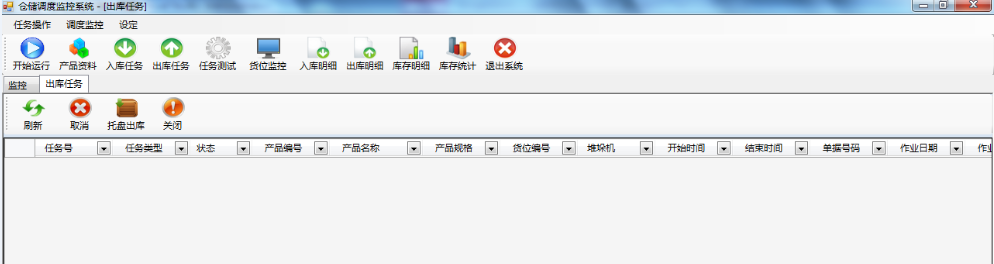 仓储调度监控系统 - [出库任务]
任务操作 调度监控 设定
开始运行 产品资料 入库任务 出库任务 任务测试 货位监控 入库明细 出库明细 库存明细 库存统计 退出系统
监控 出库任务
刷新 取消 托盘出库 关闭
任务号 任务类型 状态 产品编号 产品名称 产品规格 货位编号 堆垛机 开始时间 结束时间 单据号码 作业日期 作业